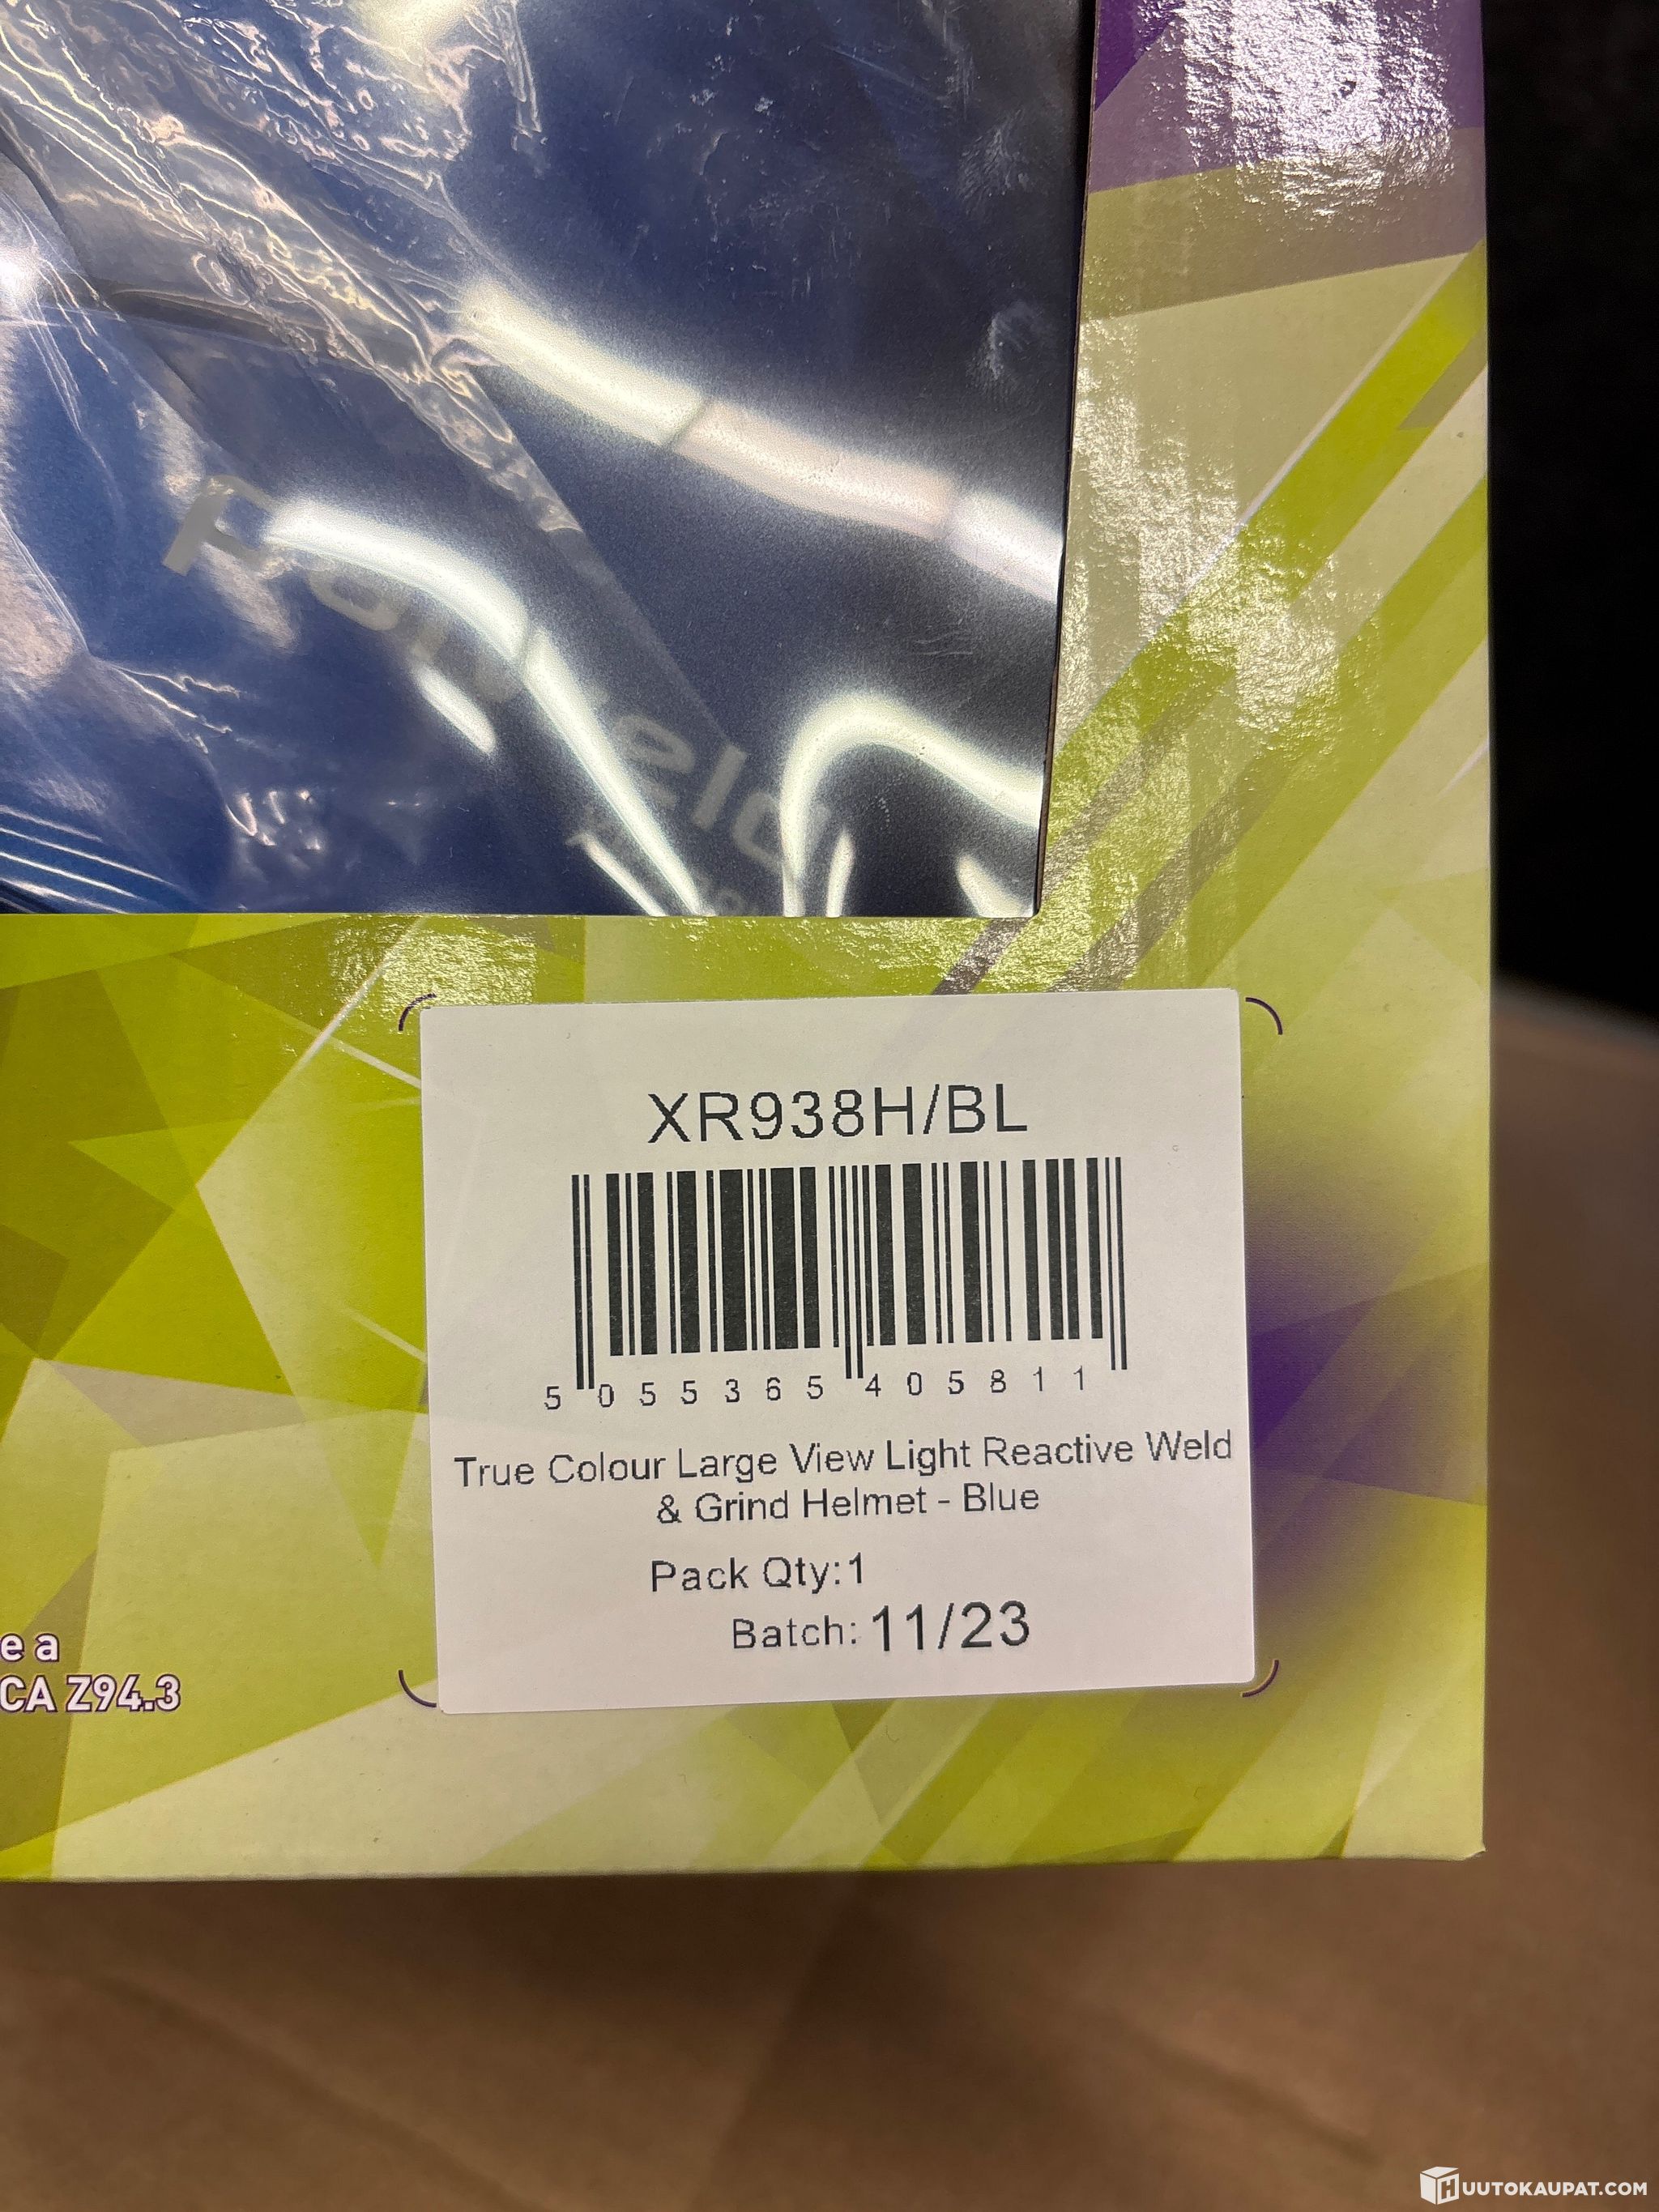 XR938H/BL
5 055365 405811
True Colour Large View Light Reactive Weld
& Grind Helmet - Blue
Pack Qty:1
Batch: 11/23
e a
CA Z94.3
HUUTOKAUPAT.COM